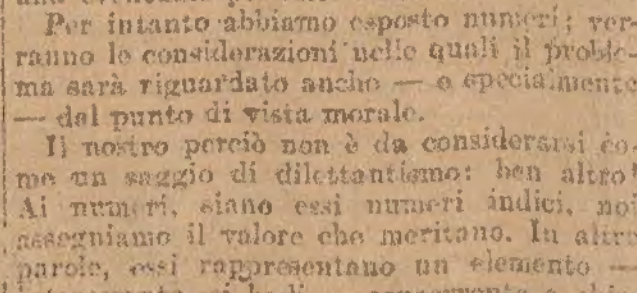 Per intanto abbiamo esposto numeri; ver-
ranno le considerazioni nelle quali il proble-
ma sarà riguardato anche — e specialmente
— dal punto di vista morale.
Il nostro perciò non è da considerarsi co-
me un saggio di dilettantismo: ben altro!
Ai numeri, siano essi numeri indici, noi
assegniamo il valore che meritano. In altre
parole, essi rappresentano un elemento —